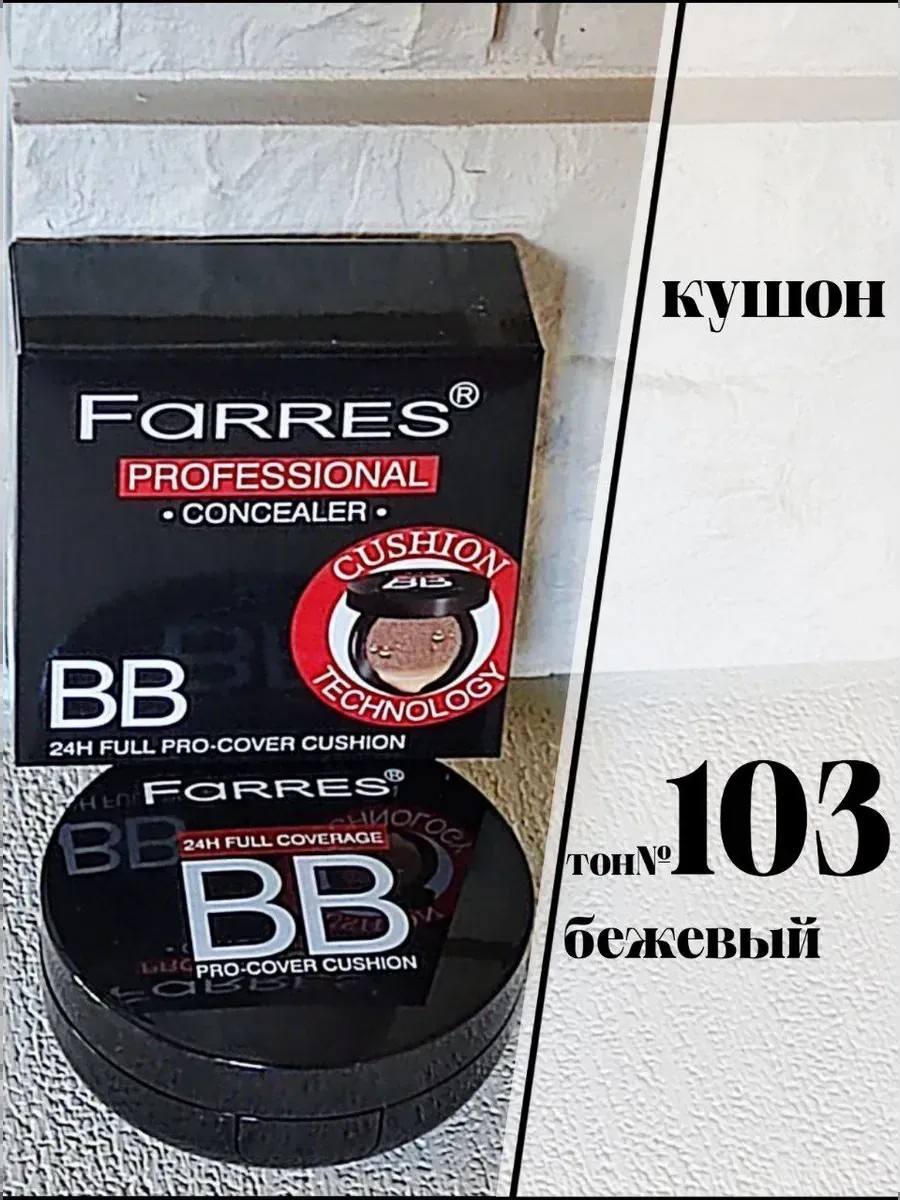 FARRES®
PROFESSIONAL
• CONCEALER •
CUSHION
BB
TECHNOLOGY
BB
24H FULL PRO-COVER CUSHION
FARRES®
24H FULL COVERAGE
BB
PRO-COVER CUSHION
кушон
тон№103
бежевый